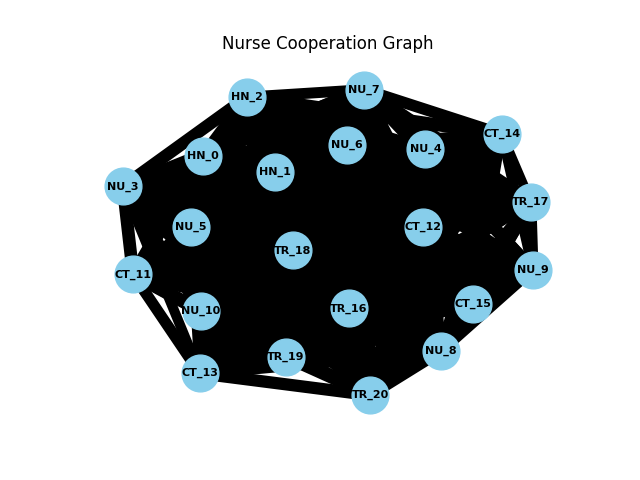 Nurse Cooperation Graph
HN_2
NU_7
CT_14
NU_6
NU_4
HN_0
HN_1
NU_3
TR_17
NU_5
CT_12
TR_18
CT_11
NU_9
CT_15
TR_16
NU_10
NU_8
TR_19
CT_13
TR_20